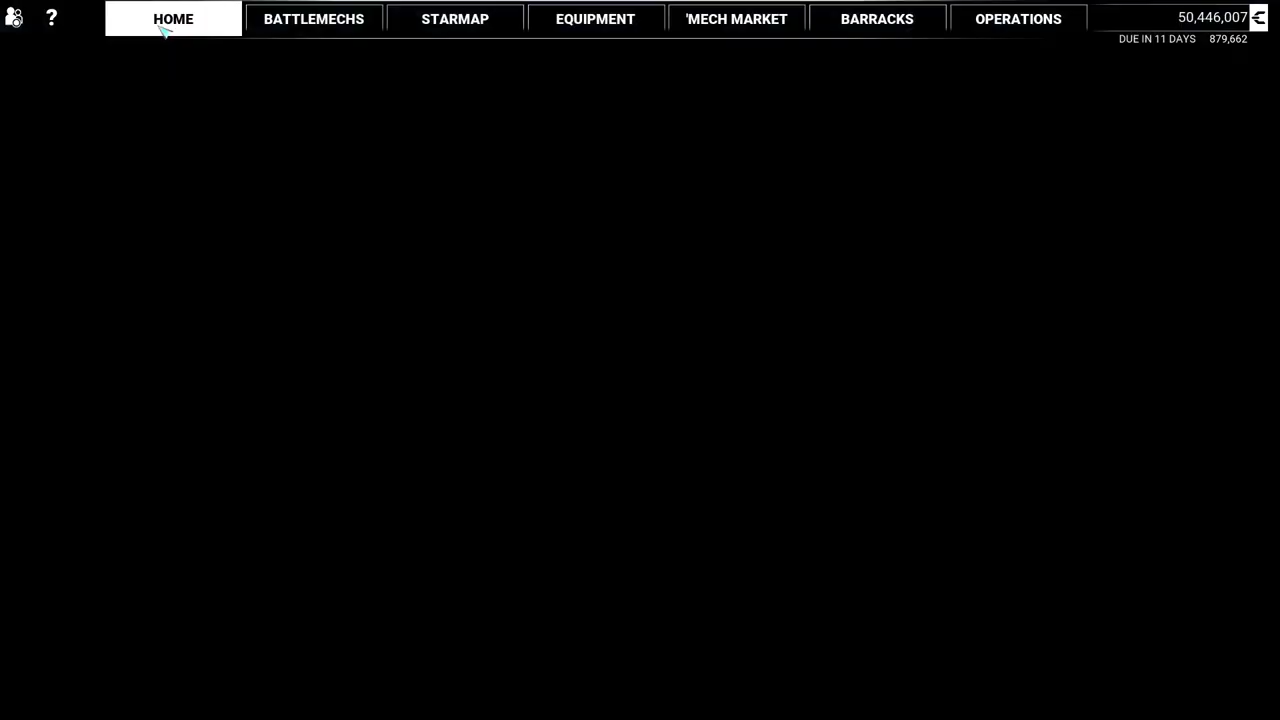 ?
HOME
BATTLEMECHS
STARMAP
EQUIPMENT
'MECH MARKET
BARRACKS
OPERATIONS
50,446,007
DUE IN 11 DAYS 879,662